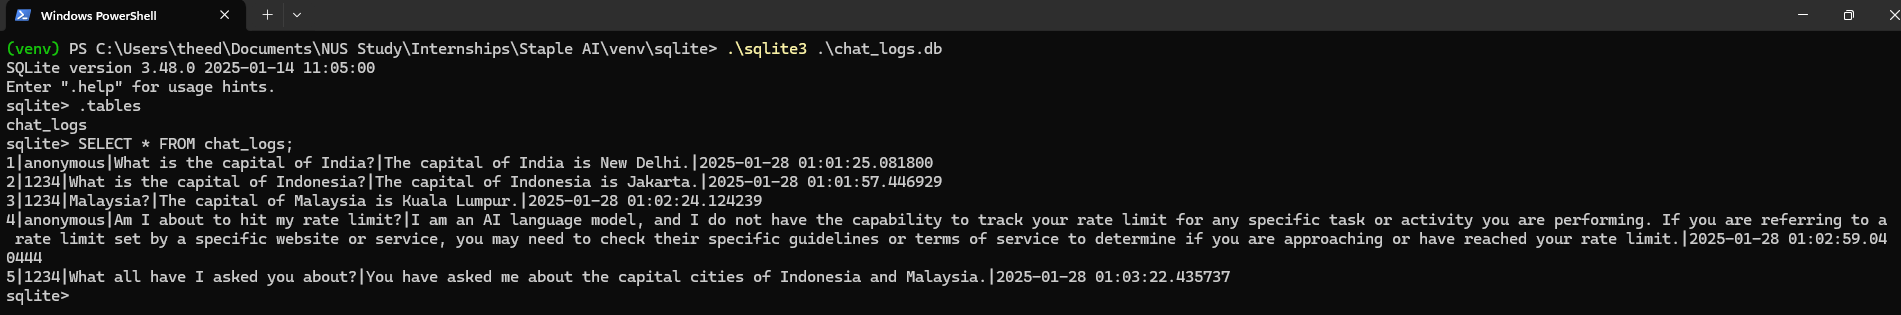 Windows PowerShell
(venv) PS C:\Users\theed\Documents\NUS Study\Internships\Staple AI\venv\sqlite> .\sqlite3 .\chat_logs.db
SQLite version 3.48.0 2025-01-14 11:05:00
Enter ".help" for usage hints.
sqlite> .tables
chat_logs
sqlite> SELECT * FROM chat_logs;
1|anonymous|What is the capital of India?|The capital of India is New Delhi.|2025-01-28 01:01:25.081800
2|1234|What is the capital of Indonesia?|The capital of Indonesia is Jakarta.|2025-01-28 01:01:57.446929
3|1234|Malaysia?|The capital of Malaysia is Kuala Lumpur.|2025-01-28 01:02:24.124239
4|anonymous|Am I about to hit my rate limit?|I am an AI language model, and I do not have the capability to track your rate limit for any specific task or activity you are performing. If you are referring to a
 rate limit set by a specific website or service, you may need to check their specific guidelines or terms of service to determine if you are approaching or have reached your rate limit.|2025-01-28 01:02:59.04
0444
5|1234|What all have I asked you about?|You have asked me about the capital cities of Indonesia and Malaysia.|2025-01-28 01:03:22.435737
sqlite>